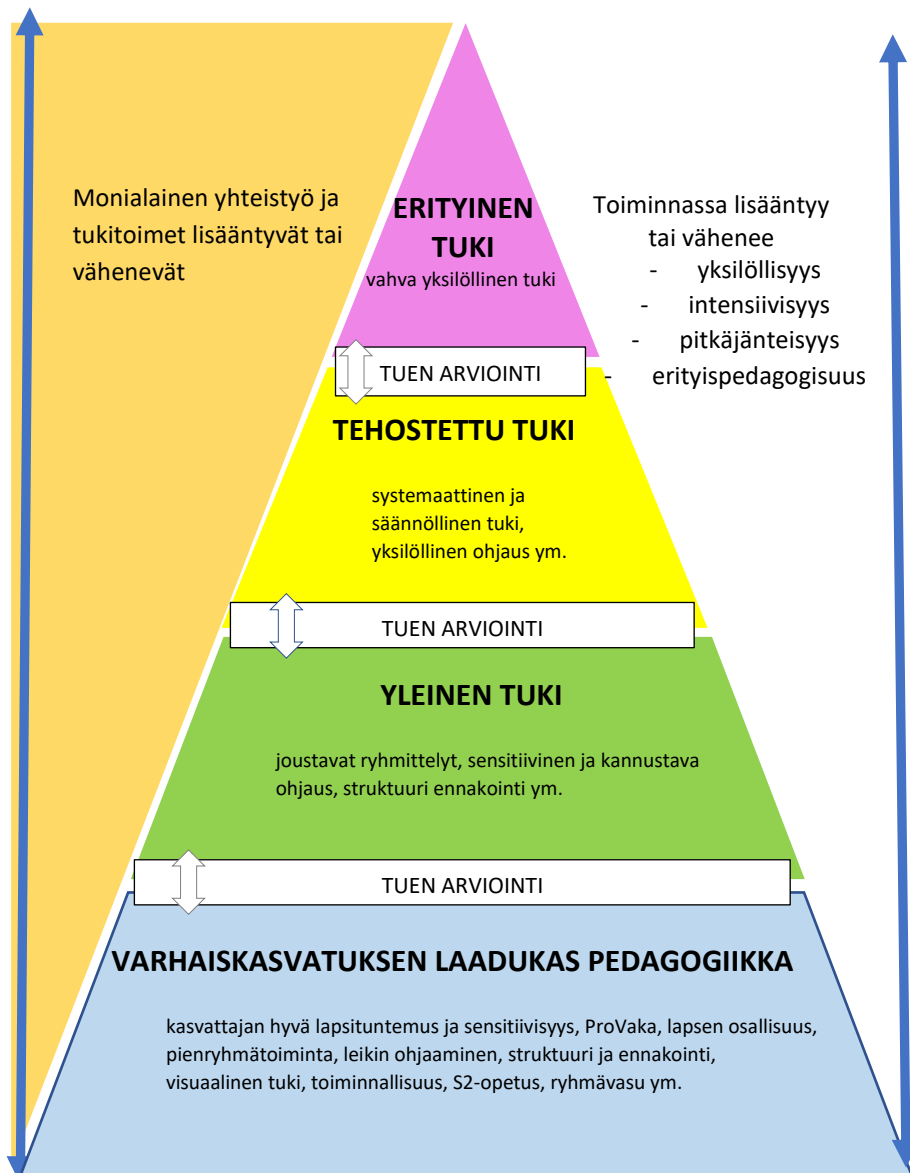 Monialainen yhteistyö ja
tukitoimet lisääntyvät tai
vähenevät
ERITYINEN
TUKI
vahva yksilöllinen tuki
Toiminnassa lisääntyy
tai vähenee
- yksilöllisyys
- intensiivisyys
- pitkäjänteisyys
- erityispedagogisuus
TUEN ARVIOINTI
TEHOSTETTU TUKI
systemaattinen ja
säännöllinen tuki,
yksilöllinen ohjaus ym.
TUEN ARVIOINTI
YLEINEN TUKI
joustavat ryhmittelyt, sensitiivinen ja kannustava
ohjaus, struktuuri ennakointi ym.
TUEN ARVIOINTI
VARHAISKASVATUKSEN LAADUKAS PEDAGOGIIKKA
kasvattajan hyvä lapsituntemus ja sensitiivisyys, ProVaka, lapsen osallisuus,
pienryhmätoiminta, leikin ohjaaminen, struktuuri ja ennakointi,
visuaalinen tuki, toiminnallisuus, S2-opetus, ryhmävasu ym.